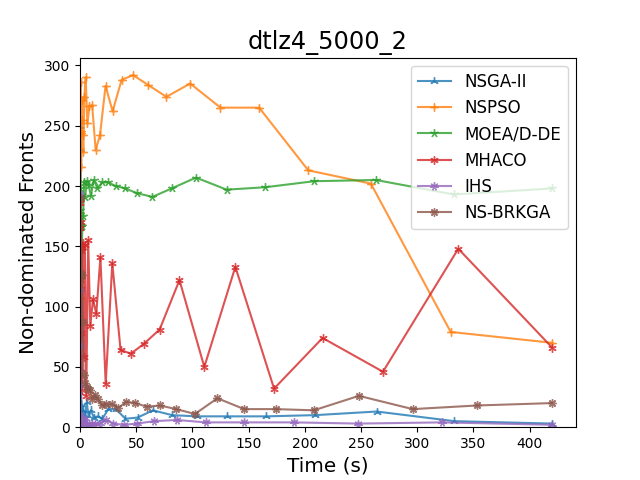 dtlz4_5000_2
Non-dominated Fronts
300
250
200
150
100
50
0
0 50 100 150 200 250 300 350 400
Time (s)
NSGA-II
NSPSO
MOEA/D-DE
MHACO
IHS
NS-BRKGA